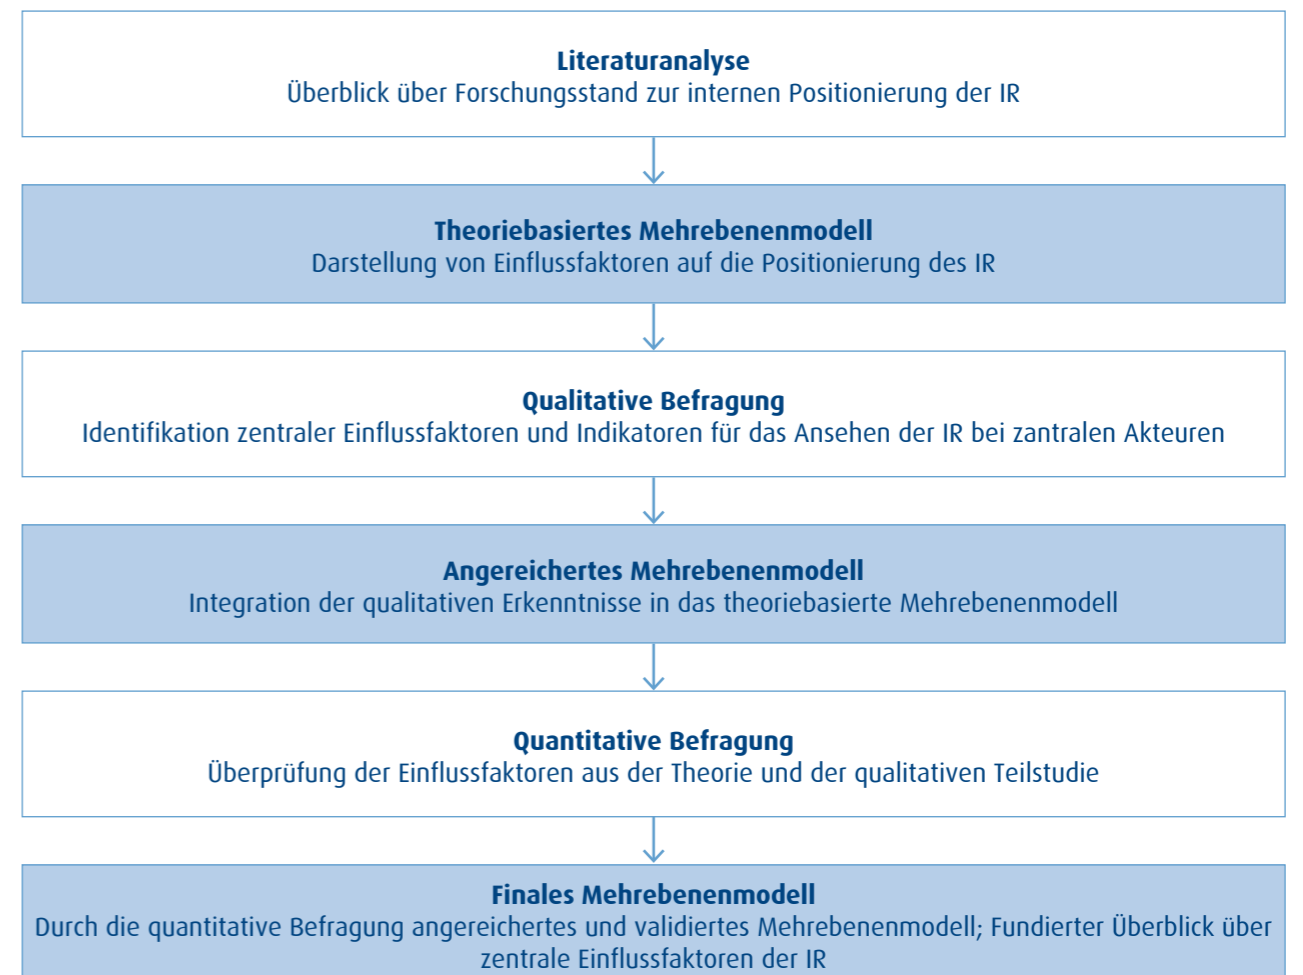 Literaturanalyse
Überblick über Forschungsstand zur internen Positionierung der IR
Theoriebasiertes Mehrebenenmodell
Darstellung von Einflussfaktoren auf die Positionierung des IR
Qualitative Befragung
Identifikation zentraler Einflussfaktoren und Indikatoren für das Ansehen der IR bei zantralen Akteuren
Angereichertes Mehrebenenmodell
Integration der qualitativen Erkenntnisse in das theoriebasierte Mehrebenenmodell
Quantitative Befragung
Überprüfung der Einflussfaktoren aus der Theorie und der qualitativen Teilstudie
Finales Mehrebenenmodell
Durch die quantitative Befragung angereichertes und validiertes Mehrebenenmodell; Fundierter Überblick über
zentrale Einflussfaktoren der IR